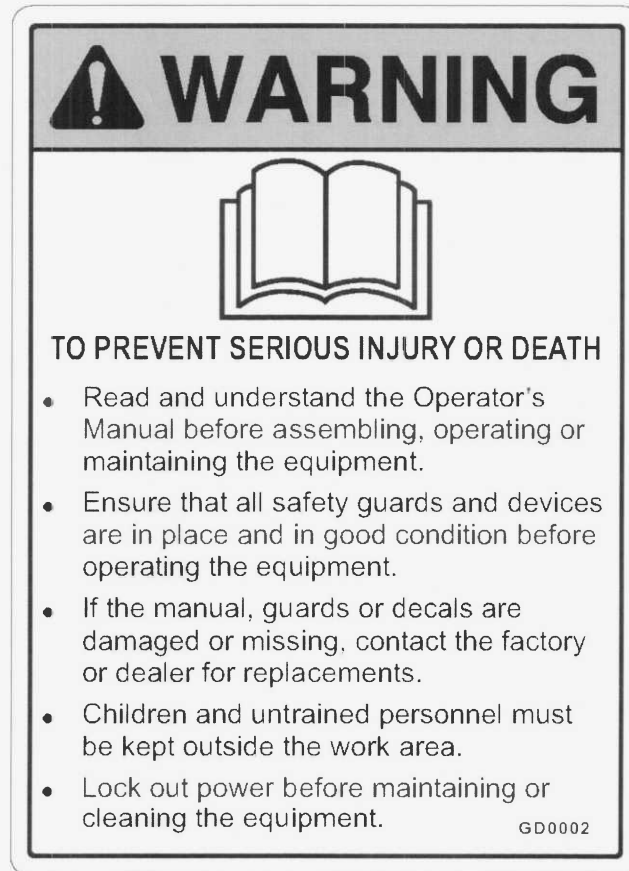 WARNING
TO PREVENT SERIOUS INJURY OR DEATH
• Read and understand the Operator's
Manual before assembling, operating or
maintaining the equipment.
• Ensure that all safety guards and devices
are in place and in good condition before
operating the equipment.
• If the manual, guards or decals are
damaged or missing, contact the factory
or dealer for replacements.
• Children and untrained personnel must
be kept outside the work area.
• Lock out power before maintaining or
cleaning the equipment.
GD0002